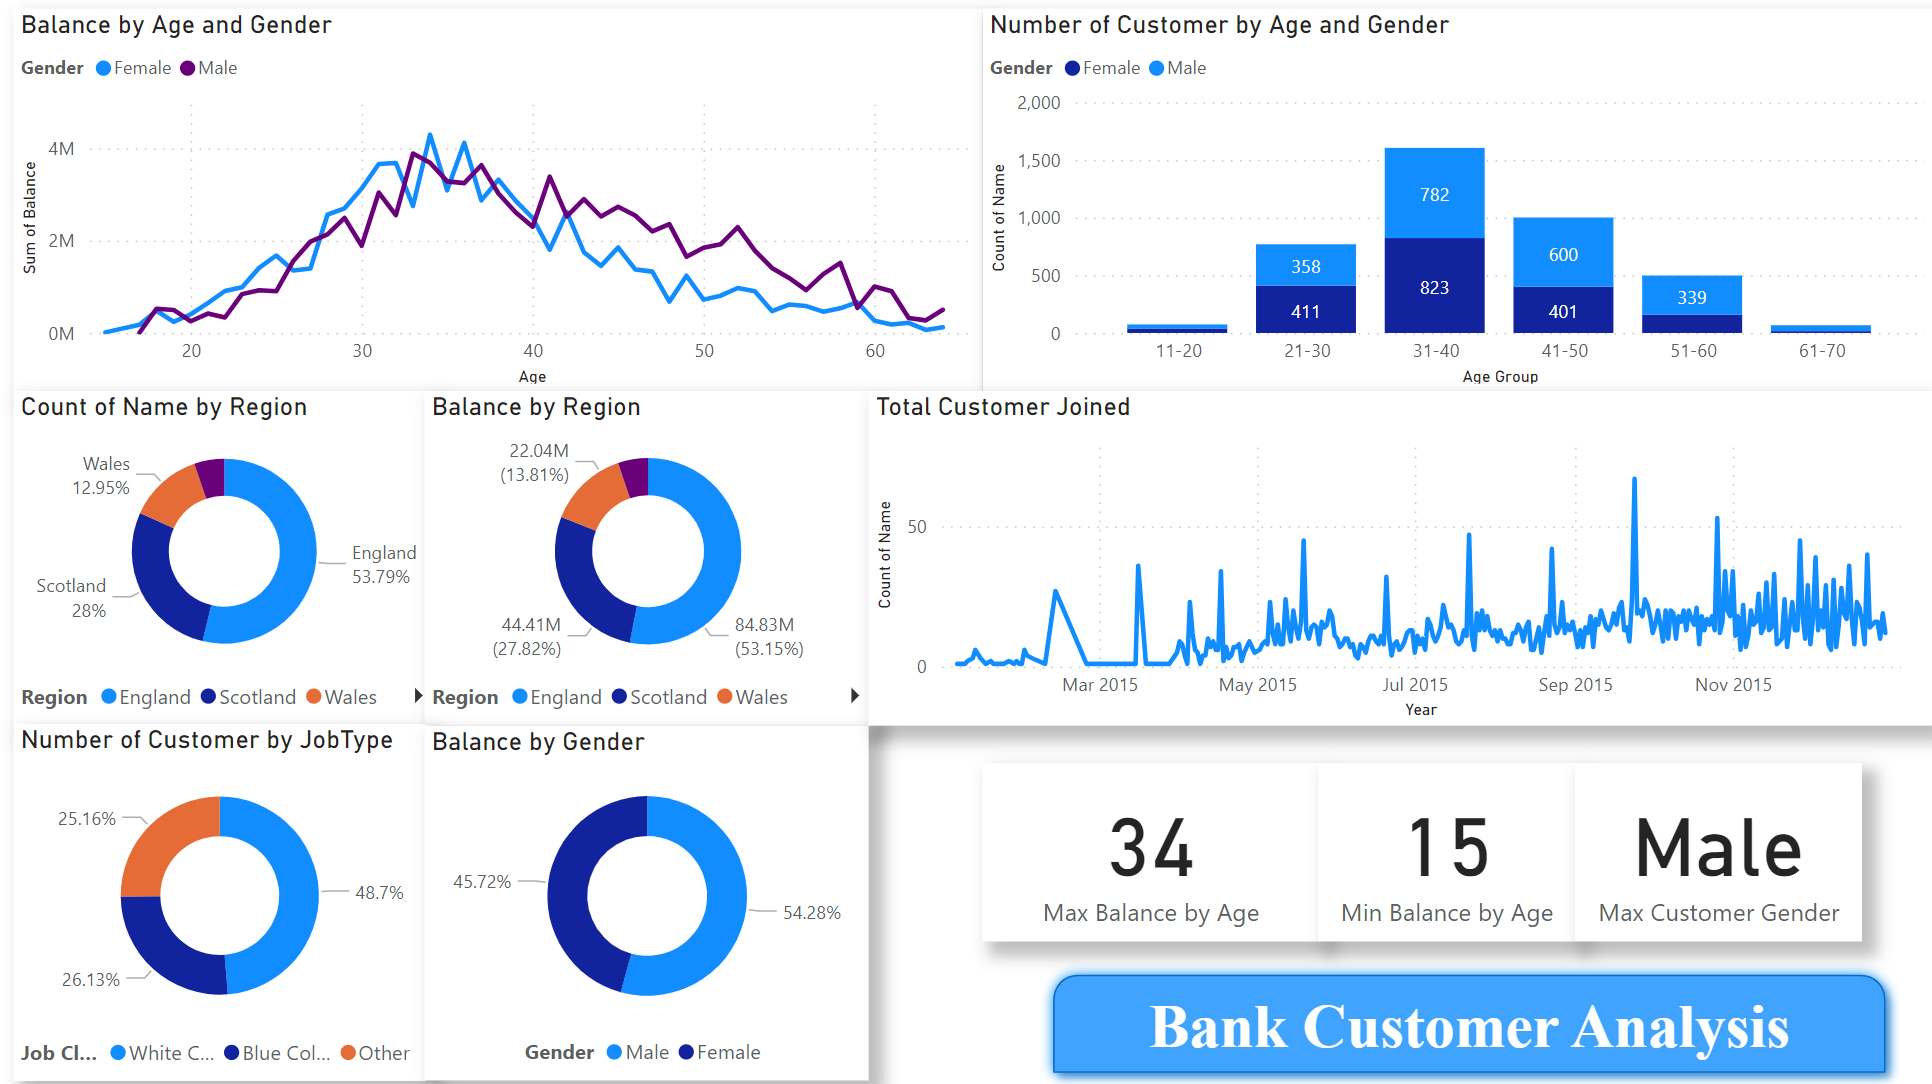 Balance by Age and Gender
Gender Female Male
Sum of Balance
4M
2M
0M
20 30 40 50 60
Age
Number of Customer by Age and Gender
Gender Female Male
Count of Name
2,000
1,500
1,000
500
0
782
823
358
411
600
401
339
11-20 21-30 31-40 41-50 51-60 61-70
Age Group
Count of Name by Region
Wales
12.95%
England
53.79%
Scotland
28%
Region England Scotland Wales
Balance by Region
22.04M
(13.81%)
44.41M
(27.82%)
84.83M
(53.15%)
Region England Scotland Wales
Total Customer Joined
Count of Name
50
0
Mar 2015 May 2015 Jul 2015 Sep 2015 Nov 2015
Year
Number of Customer by JobType
25.16%
48.7%
26.13%
Job Cl... White C... Blue Col... Other
Balance by Gender
45.72%
54.28%
Gender Male Female
34
Max Balance by Age
15
Min Balance by Age
Male
Max Customer Gender
Bank Customer Analysis